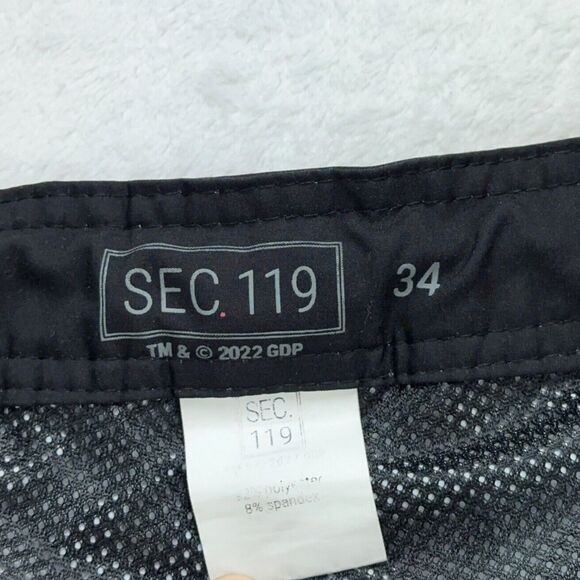 SEC. 119
34
TM & © 2022 GDP
SEC.
119
polyester
8% spandex